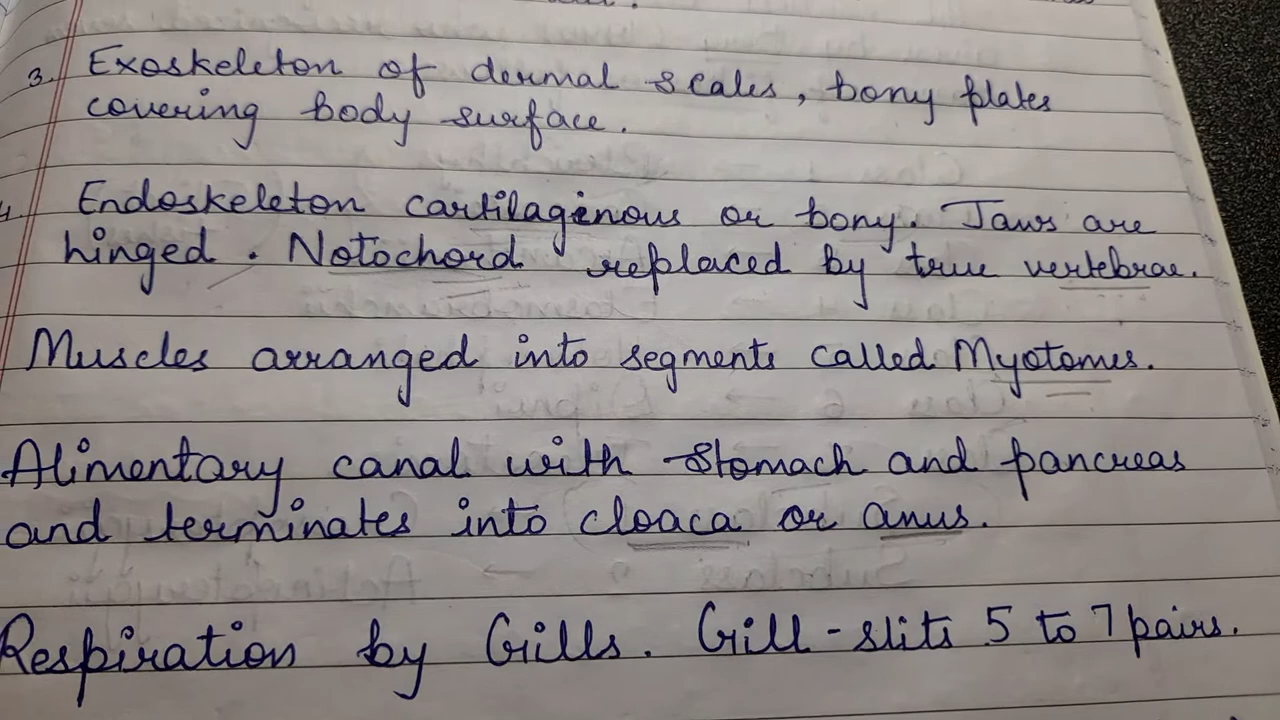 3. Exoskeleton of dermal scales, bony plates
covering body surface.
4. Endoskeleton cartilagenous or bony. Jaws are
hinged. Notochord replaced by true vertebrae.
Muscles arranged into segments called Myotomes.
Alimentary canal with stomach and pancreas
and terminates into cloaca or anus.
Respiration by Gills. Gill-slits 5 to 7 pairs.